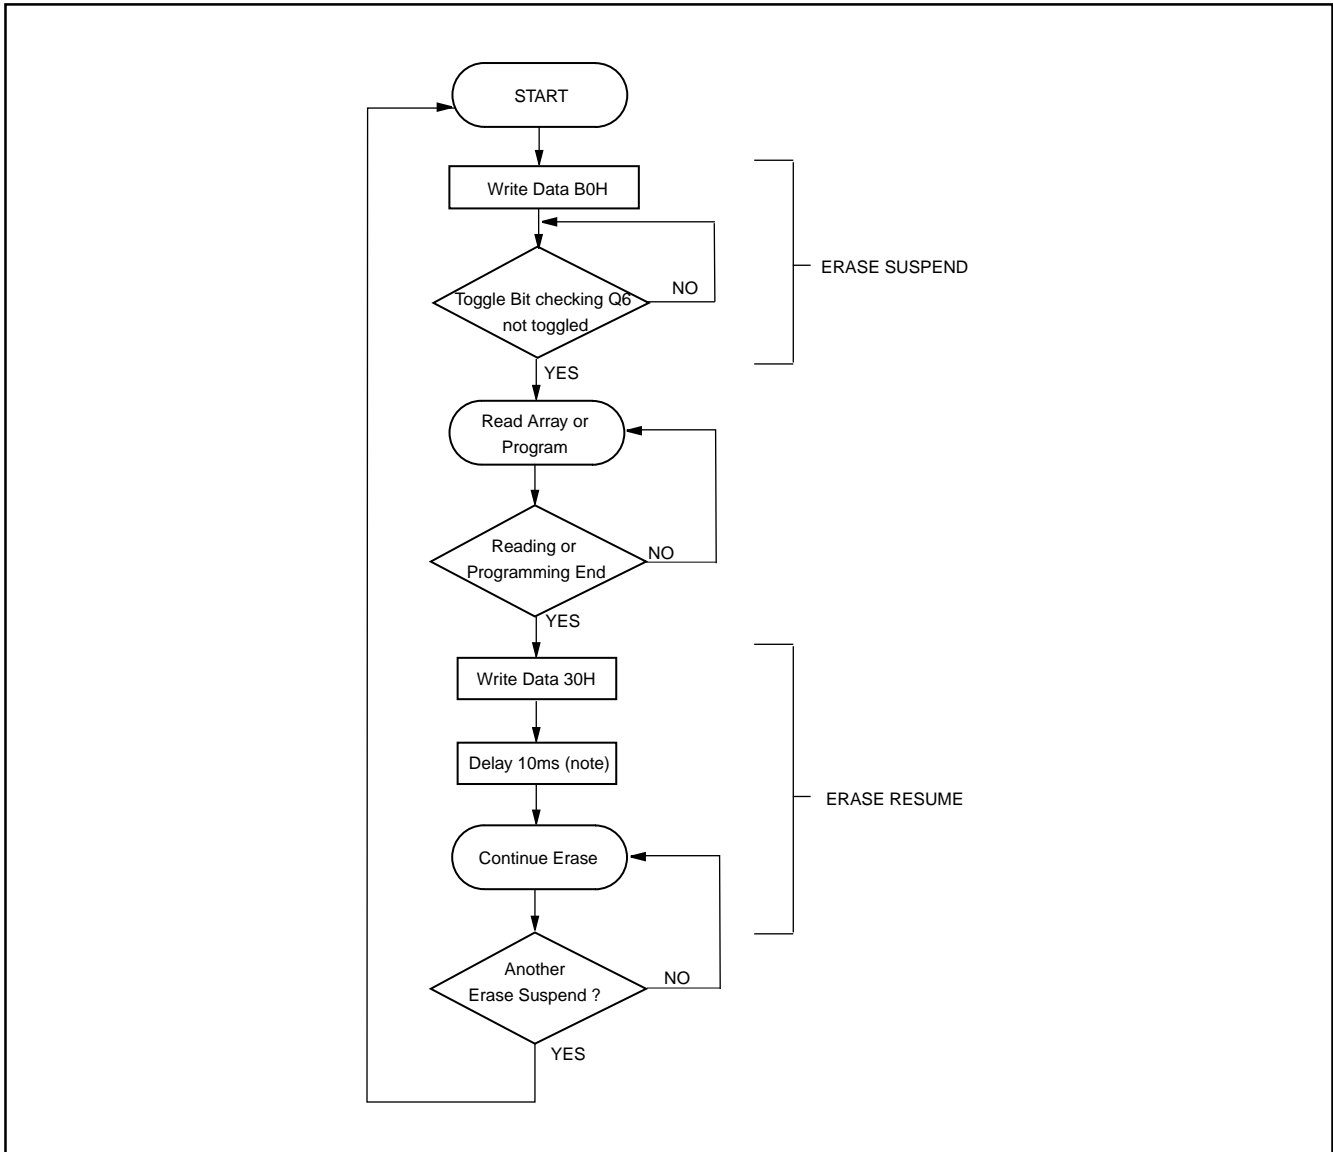 START
Write Data B0H
ERASE SUSPEND
Toggle Bit checking Q6
not toggled
NO
YES
Read Array or
Program
Reading or
Programming End
NO
YES
Write Data 30H
Delay 10ms (note)
ERASE RESUME
Continue Erase
Another
Erase Suspend ?
NO
YES